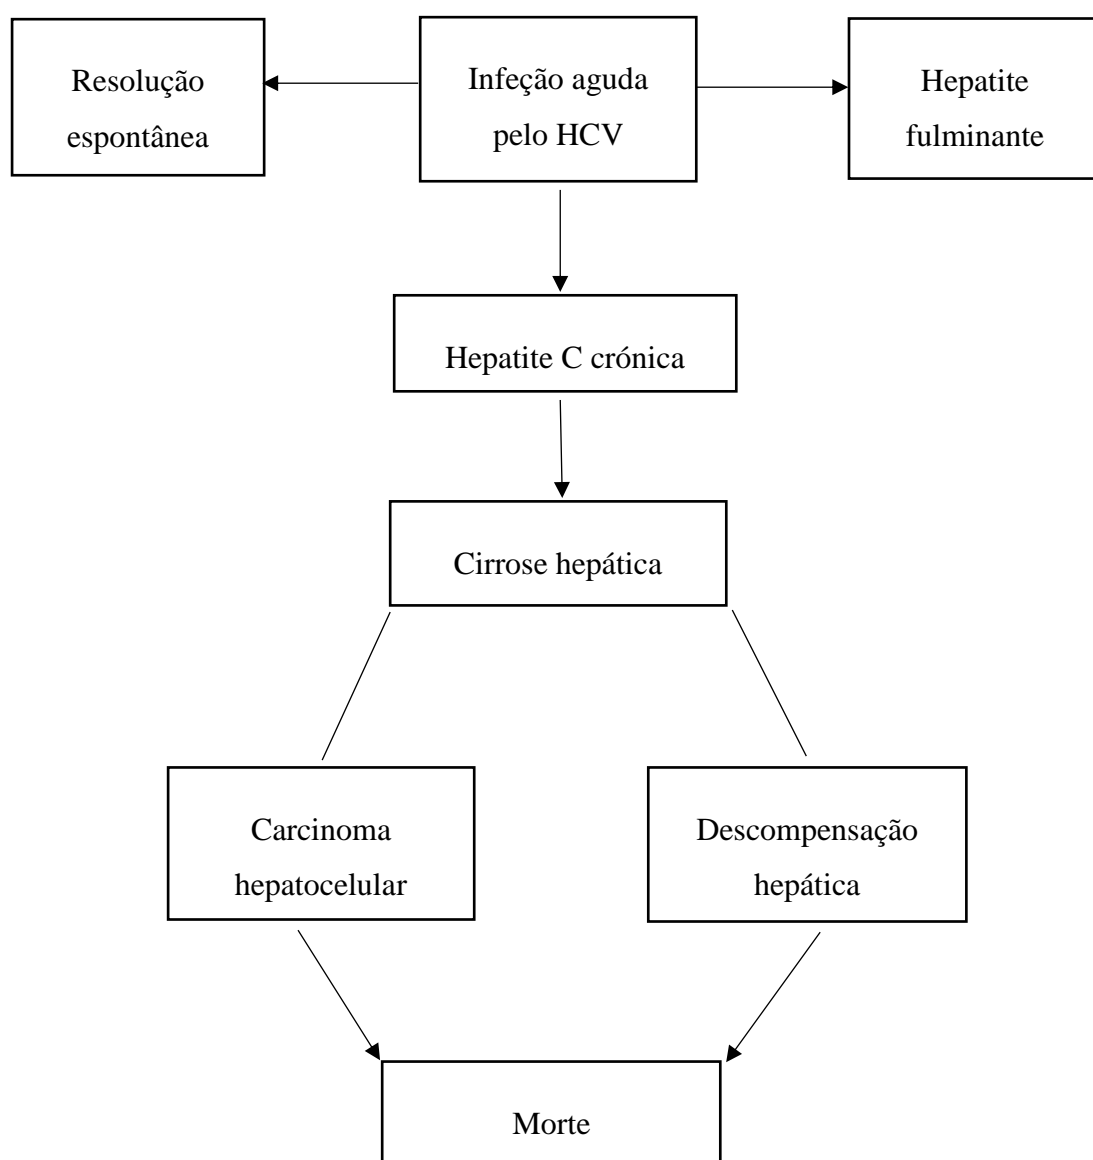 Resolução
espontânea
Infeção aguda
pelo HCV
Hepatite
fulminante
Hepatite C crónica
Cirrose hepática
Carcinoma
hepatocelular
Descompensação
hepática
Morte